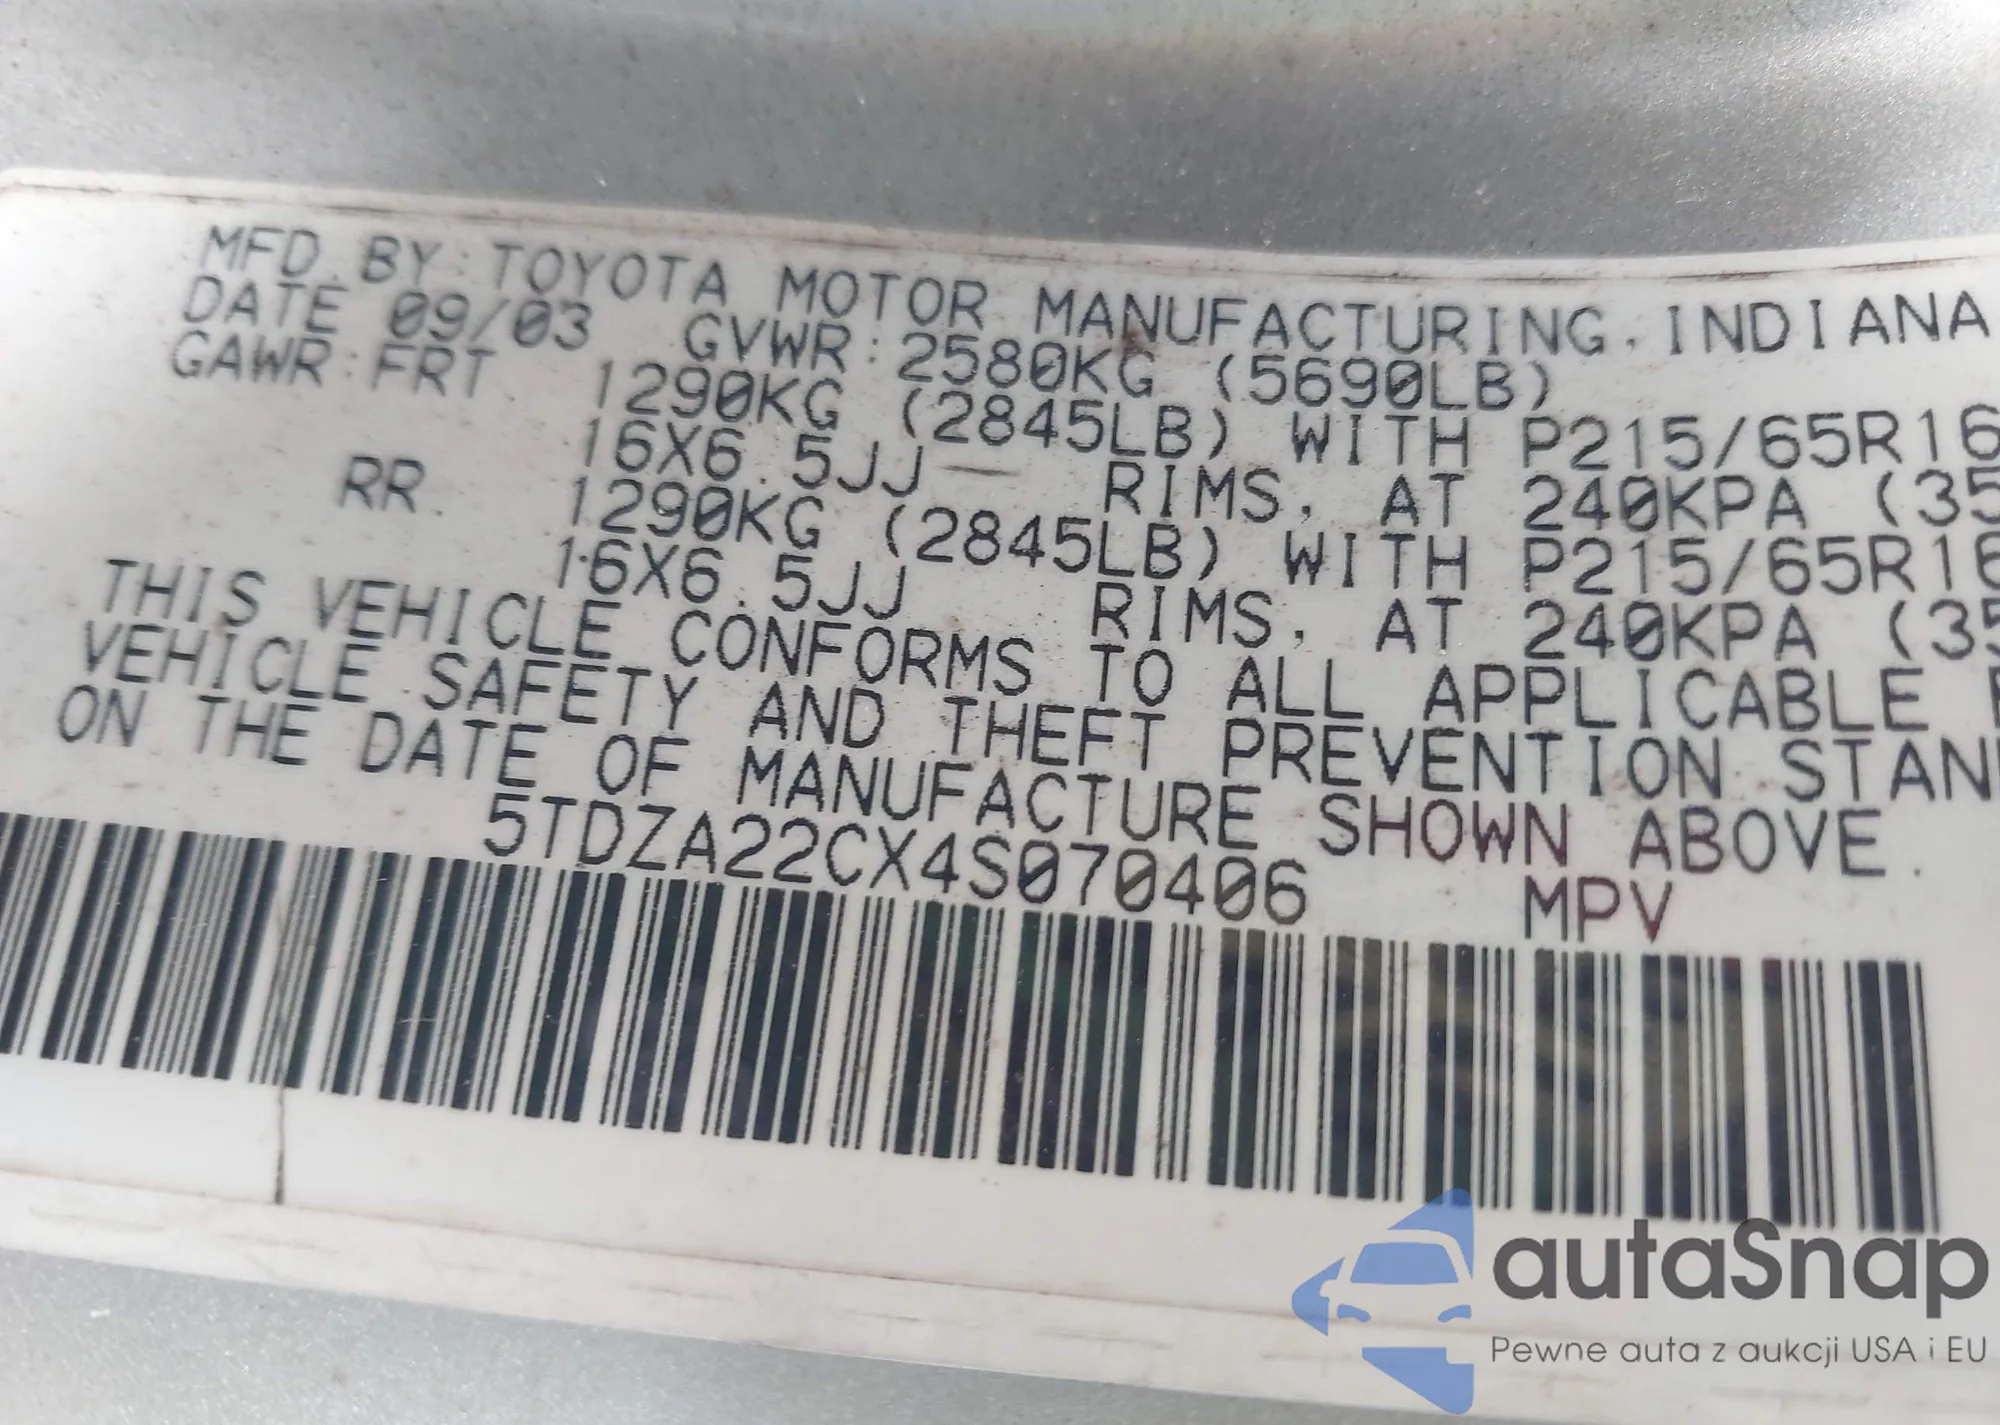 MFD. BY: TOYOTA MOTOR MANUFACTURING, INDIANA
DATE 09/03 GVWR: 2580KG (5690LB)
GAWR: FRT 1290KG (2845LB) WITH P215/65R16
16X6.5JJ RIMS, AT 240KPA (35
RR. 1290KG (2845LB) WITH P215/65R16
16X6.5JJ RIMS, AT 240KPA (35
THIS VEHICLE CONFORMS TO ALL APPLICABLE
VEHICLE SAFETY AND THEFT PREVENTION STAN
ON THE DATE OF MANUFACTURE SHOWN ABOVE.
5TDZA22CX4S070406 MPV
autaSnap
Pewne auta z aukcji USA i EU